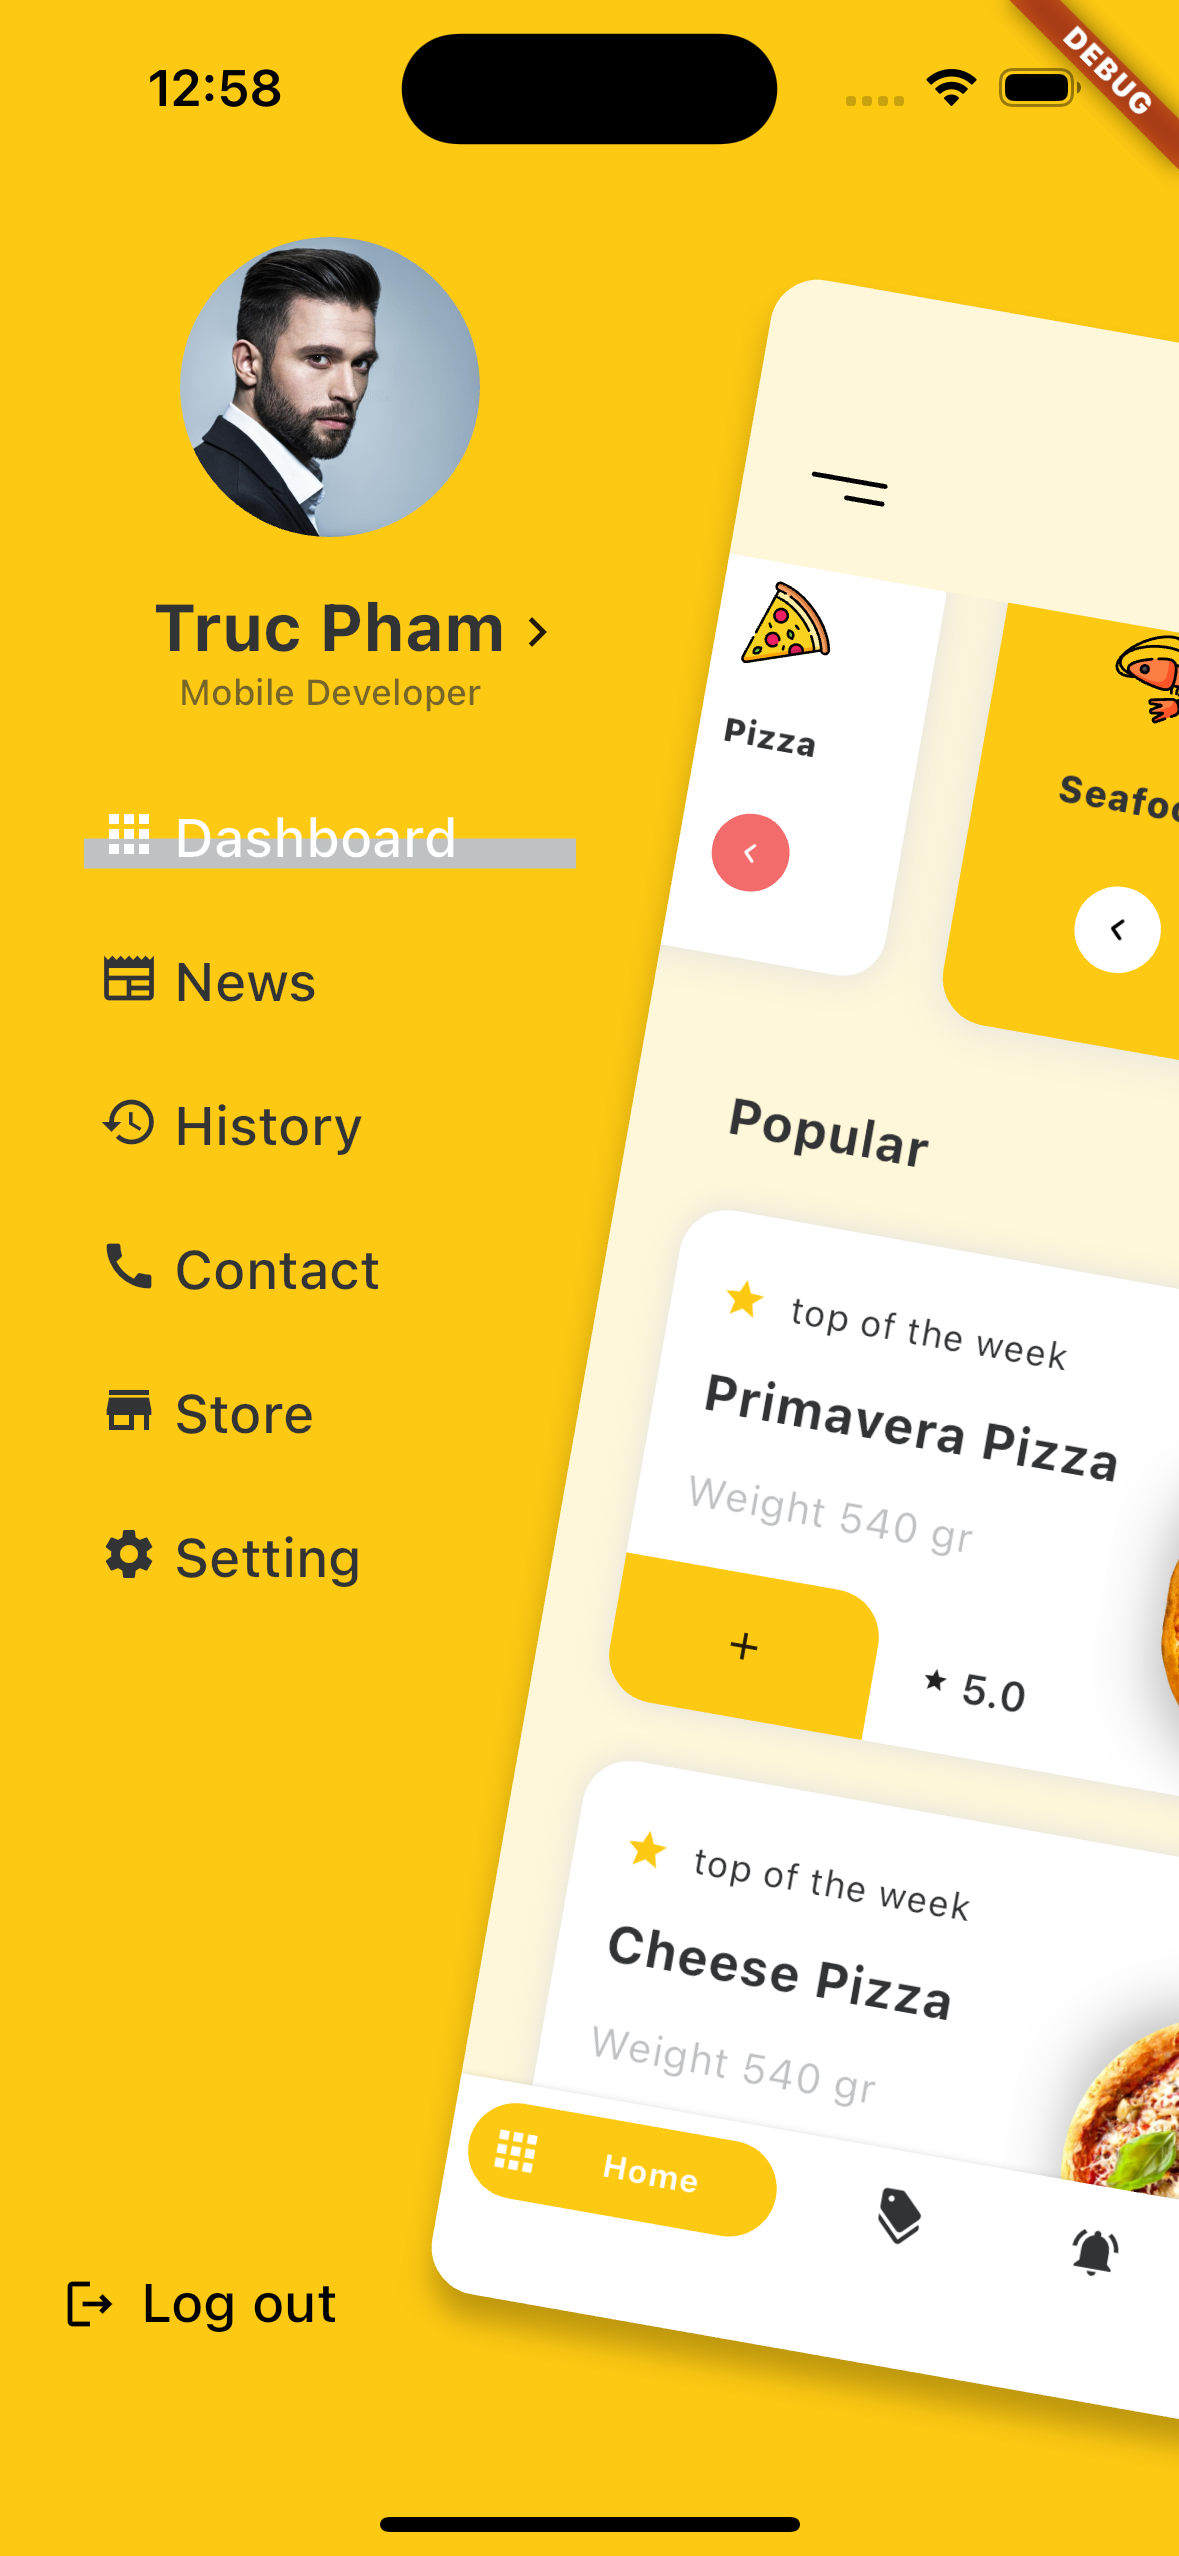 12:58
DEBUG
Truc Pham
Mobile Developer
Dashboard
News
History
Contact
Store
Setting
Log out
Pizza
Popular
top of the week
Primavera Pizza
Weight 540 gr
+
5.0
top of the week
Cheese Pizza
Weight 540 gr
Home